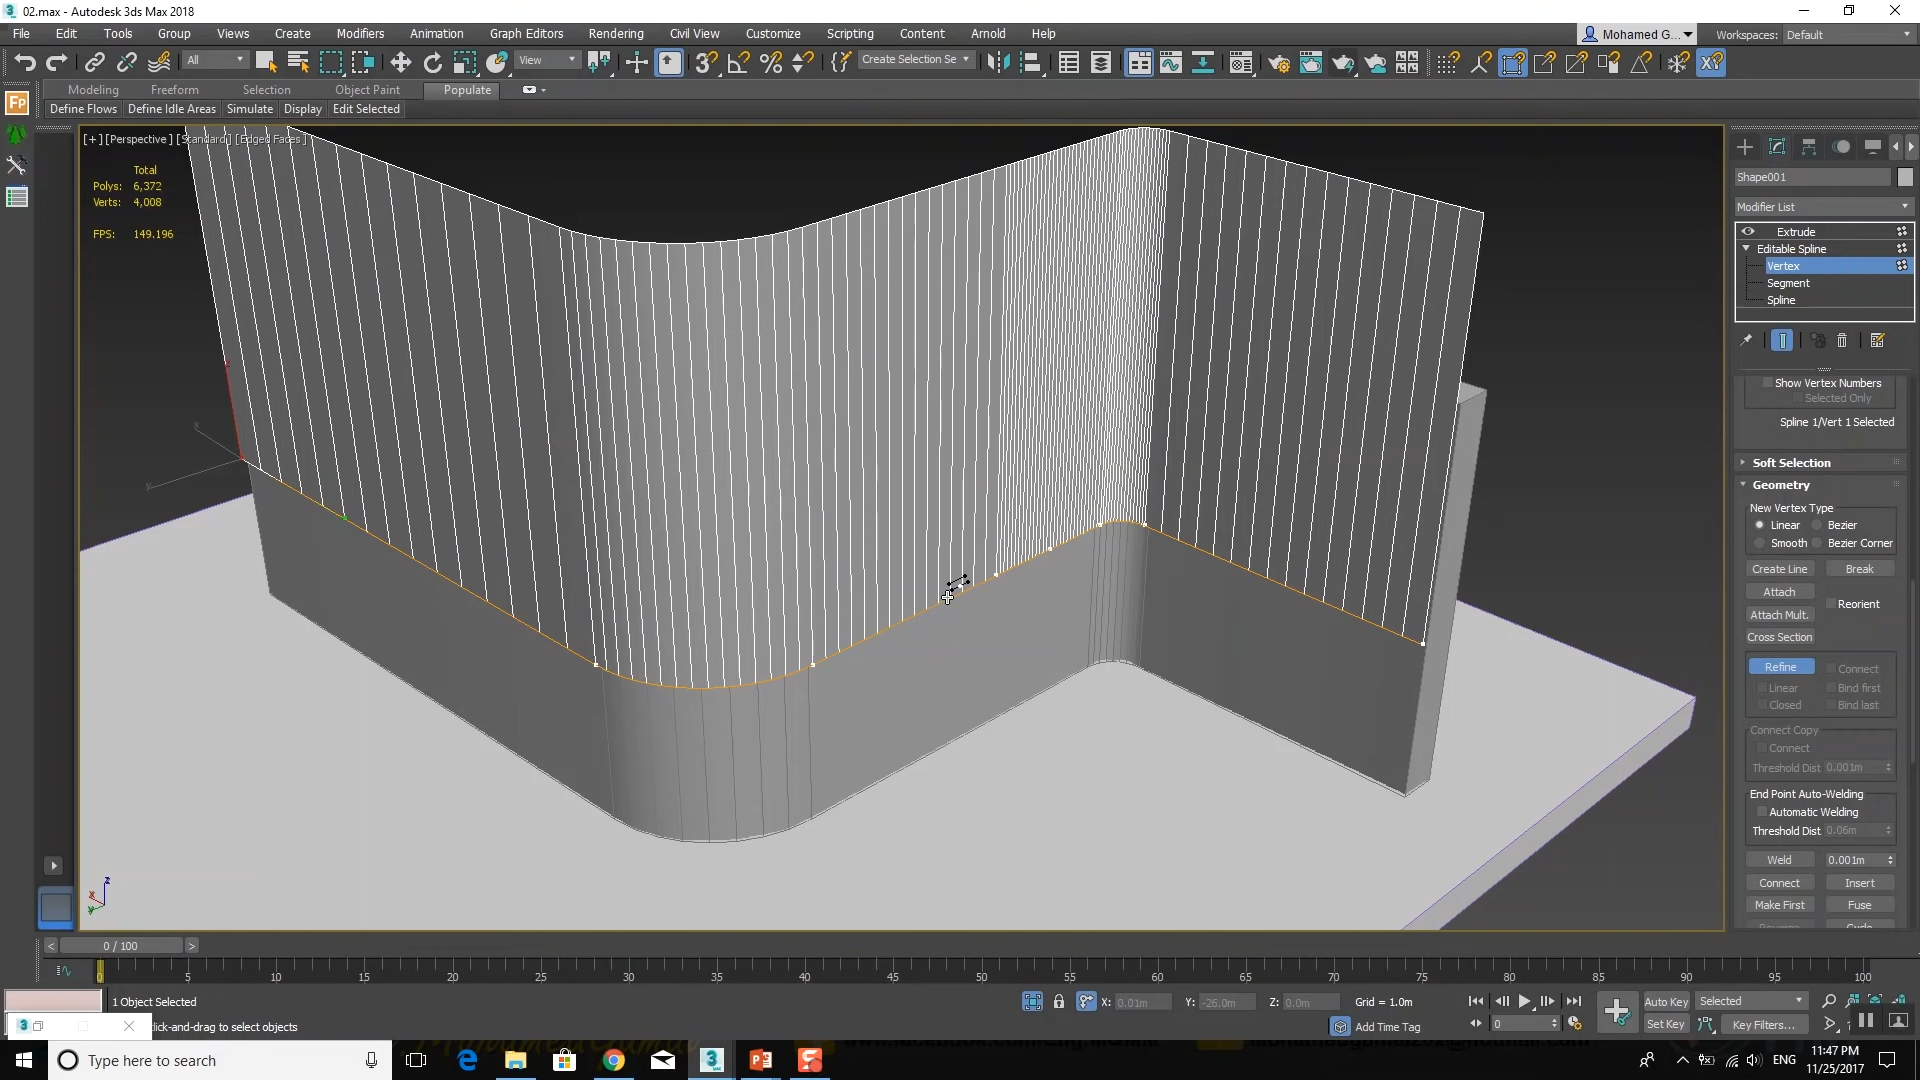 02.max - Autodesk 3ds Max 2018
File Edit Tools Group Views Create Modifiers Animation Graph Editors Rendering Civil View Customize Scripting Content Arnold Help
Mohamed G... Workspaces: Default
All View Create Selection Se
Modeling Freeform Selection Object Paint Populate
Define Flows Define Idle Areas Simulate Display Edit Selected
[+] [Perspective ] [Standard] [Edged Faces ]
Total
Polys: 6,372
Verts: 4,008
FPS: 149.196
Shape001
Modifier List
Extrude
Editable Spline
Vertex
Segment
Spline
Show Vertex Numbers
Selected Only
Spline 1/Vert 1 Selected
Soft Selection
Geometry
New Vertex Type
Linear Bezier
Smooth Bezier Corner
Create Line Break
Attach
Reorient
Attach Mult.
Cross Section
Refine Connect
Linear Bind first
Closed Bind last
Connect Copy
Connect
Threshold Dist 0.001m
End Point Auto-Welding
Automatic Welding
Threshold Dist 0.06m
Weld 0.001m
Connect Insert
Make First Fuse
Reverse Cycle
< 0 / 100 >
0 5 10 15 20 25 30 35 40 45 50 55 60 65 70 75 80 85 90 95 100
1 Object Selected X: 0.01m Y: -26.0m Z: 0.0m Grid = 1.0m Auto Key Selected
click-and-drag to select objects Add Time Tag 0 Set Key Key Filters...
Type here to search
ENG 11:47 PM
11/25/2017